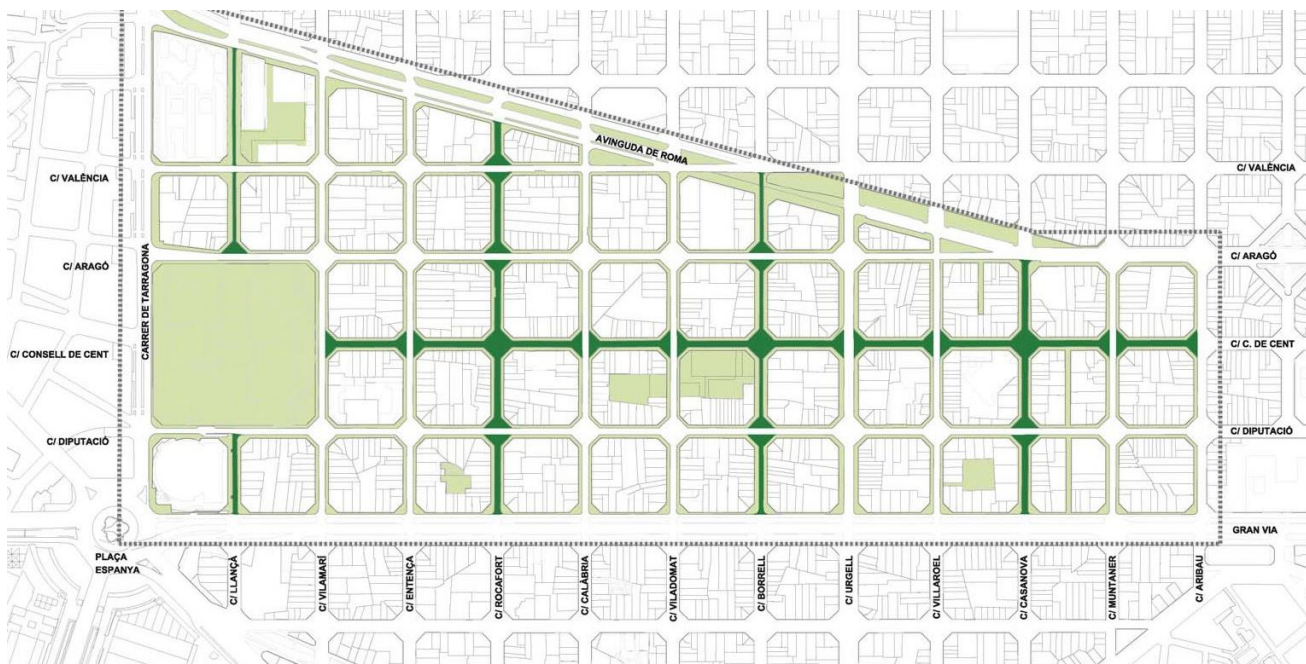 AVINGUDA DE ROMA
C/ VALÈNCIA
C/ VALÈNCIA
C/ ARAGÓ
CARRER DE TARRAGONA
C/ ARAGÓ
C/ CONSELL DE CENT
C/ C. DE CENT
C/ DIPUTACIÓ
C/ DIPUTACIÓ
GRAN VIA
PLAÇA
ESPANYA
C/ LLANÇÀ
C/ VILAMARÍ
C/ ENTENÇA
C/ ROCAFORT
C/ CALÀBRIA
C/ VILADOMAT
C/ BORRELL
C/ URGELL
C/ VILLAROEL
C/ CASANOVA
C/ MUNTANER
C/ ARIBAU